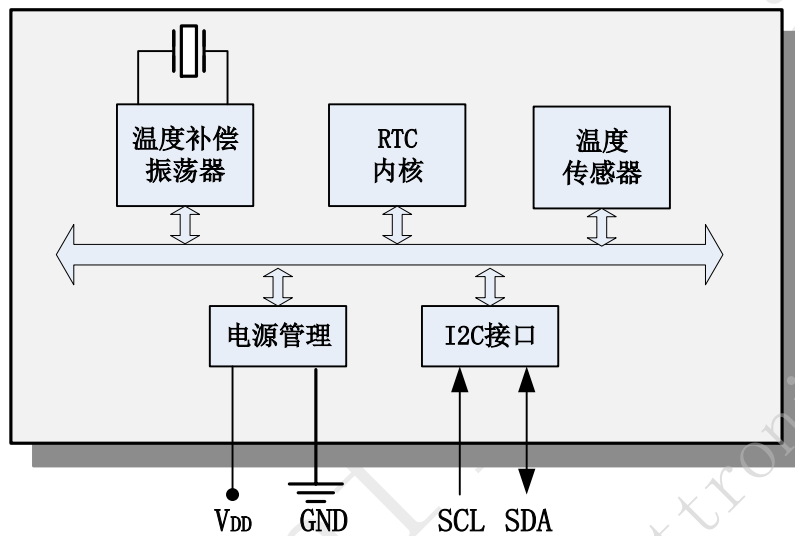 温度补偿
振荡器
RTC
内核
温度
传感器
电源管理
I2C接口
VDD
GND
SCL
SDA